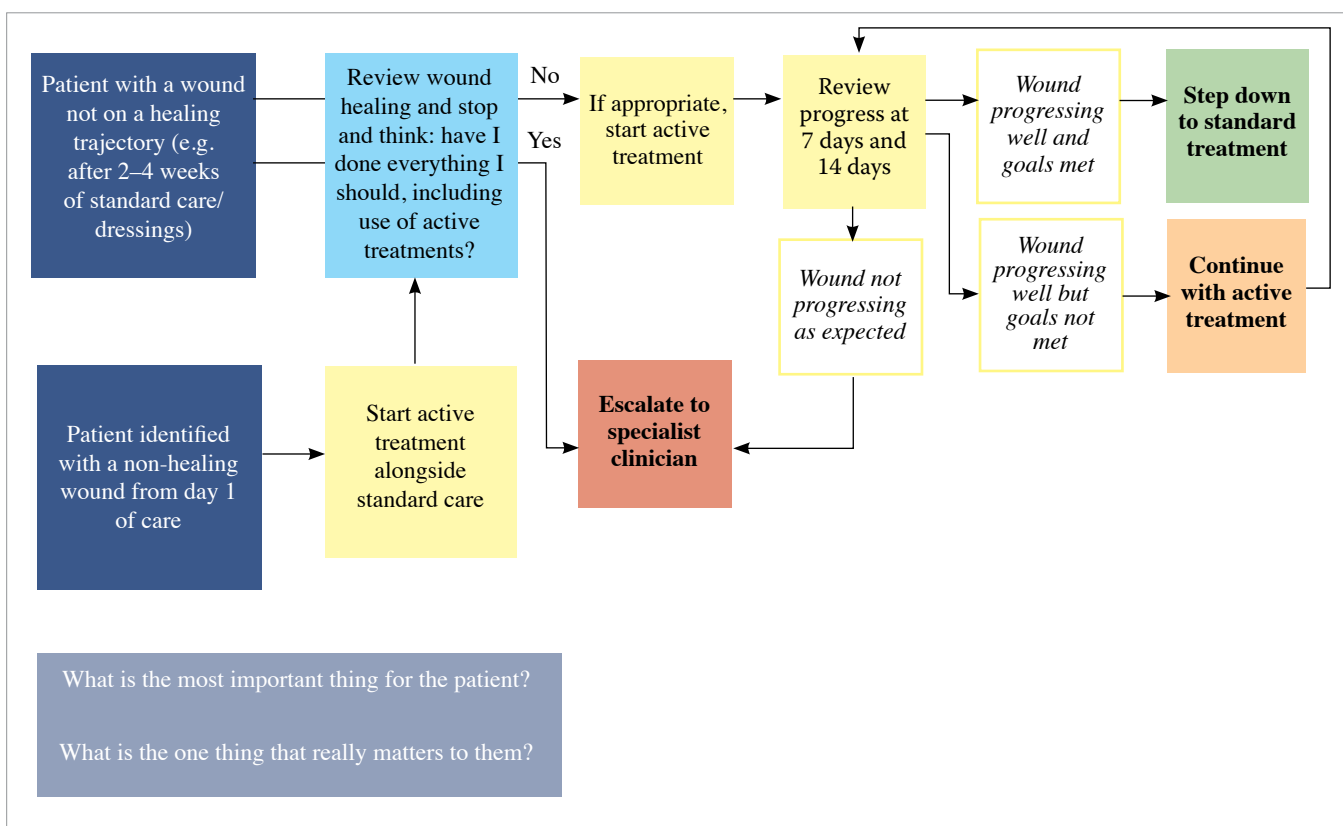 Patient with a wound
not on a healing
trajectory (e.g.
after 2–4 weeks
of standard care/
dressings)
Review wound
healing and stop
and think: have I
done everything I
should, including
use of active
treatments?
No
Yes
If appropriate,
start active
treatment
Review
progress at
7 days and
14 days
Wound
progressing
well and
goals met
Step down
to standard
treatment
Wound not
progressing
as expected
Wound
progressing
well but
goals not
met
Continue
with active
treatment
Patient identified
with a non-healing
wound from day 1
of care
Start active
treatment
alongside
standard care
Escalate to
specialist
clinician
What is the most important thing for the patient?
What is the one thing that really matters to them?